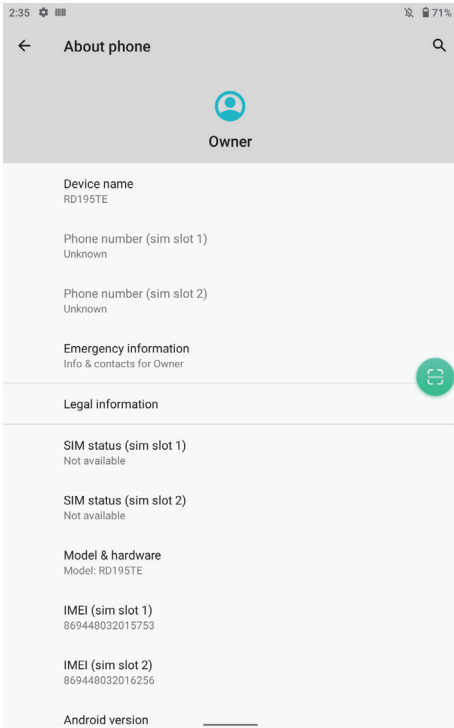 2:35
71%
About phone
Owner
Device name
RD195TE
Phone number (sim slot 1)
Unknown
Phone number (sim slot 2)
Unknown
Emergency information
Info & contacts for Owner
Legal information
SIM status (sim slot 1)
Not available
SIM status (sim slot 2)
Not available
Model & hardware
Model: RD195TE
IMEI (sim slot 1)
869448032015753
IMEI (sim slot 2)
869448032016256
Android version